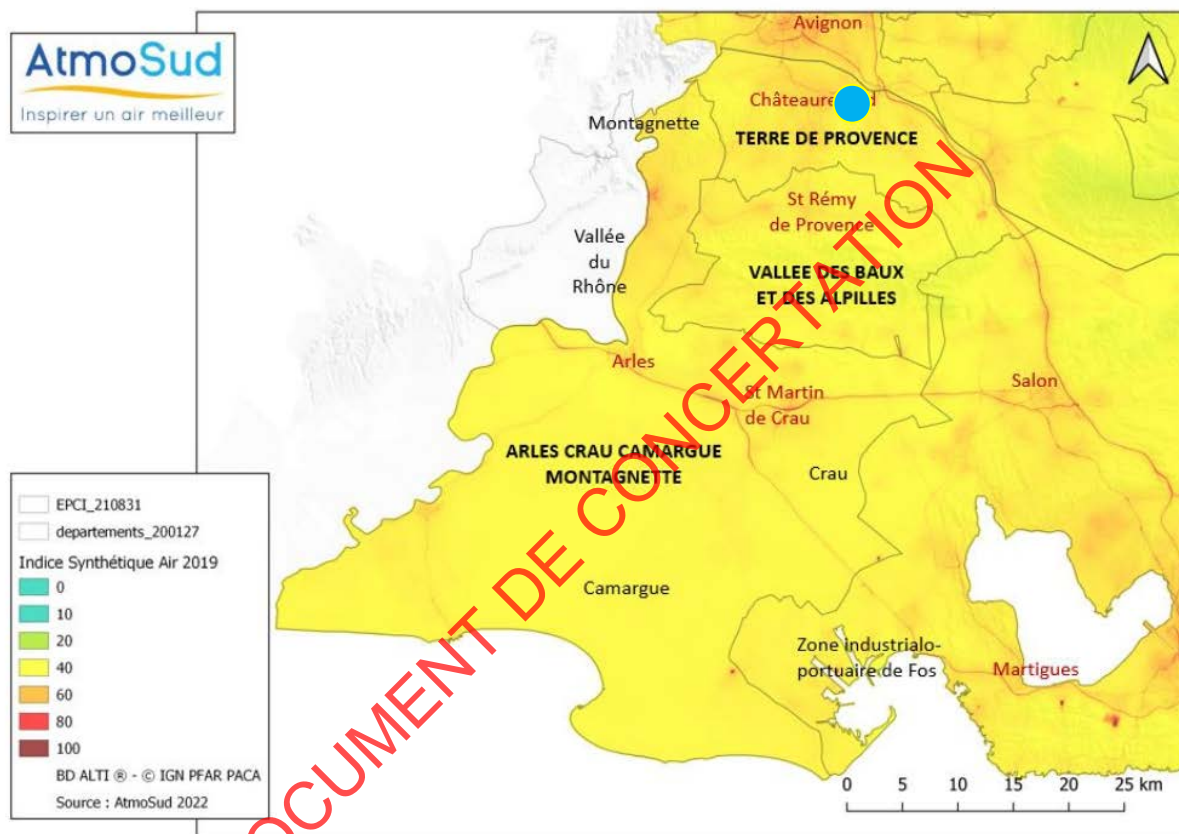 AtmoSud
Inspirer un air meilleur
Avignon
Montagnette
TERRE DE PROVENCE
St Rémy
de Provence
Vallée
du
Rhône
VALLEE DES BAUX
ET DES ALPILLES
Arles
Salon
St Martin
de Crau
ARLES CRAU CAMARGUE
MONTAGNETTE
Crau
Camargue
Zone industrialo-
portuaire de Fos
Martigues
EPCI_210831
departements_200127
Indice Synthétique Air 2019
0
10
20
40
60
80
100
BD ALTI ® - © IGN PFAR PACA
Source : AtmoSud 2022
0 5 10 15 20 25 km
DOCUMENT DE CONCERTATION